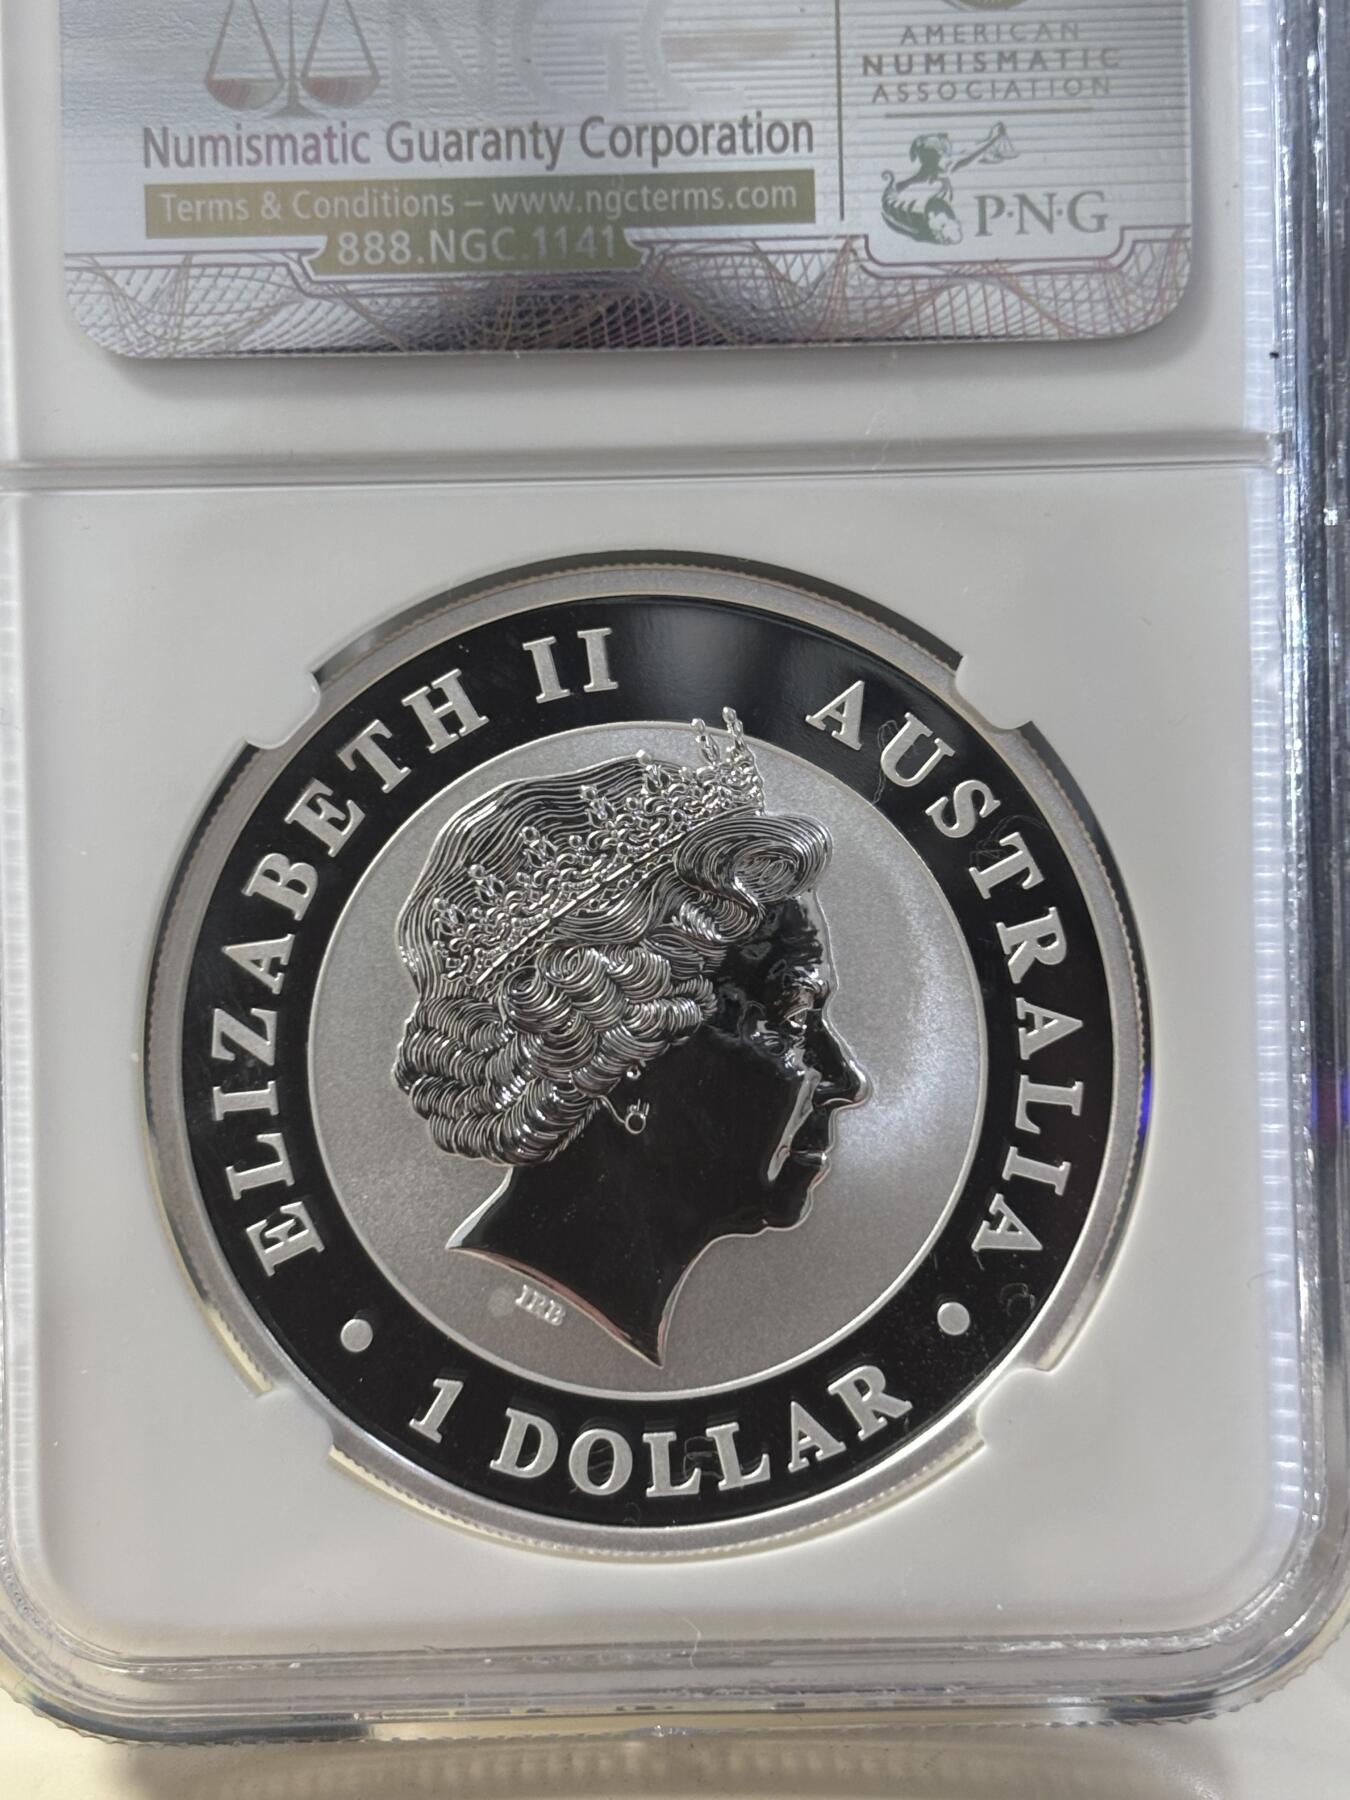 NGC
AMERICAN
NUMISMATIC
ASSOCIATION
Numismatic Guaranty Corporation
Terms & Conditions – www.ngcterms.com
888.NGC.1141
P·N·G
ELIZABETH II AUSTRALIA
IRB
1 DOLLAR